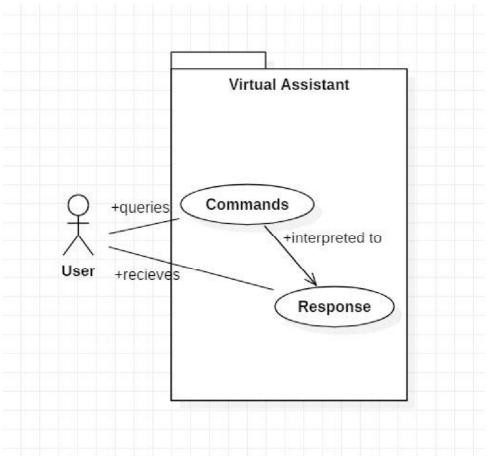 Virtual Assistant
+queries
Commands
+interpreted to
User
+recieves
Response